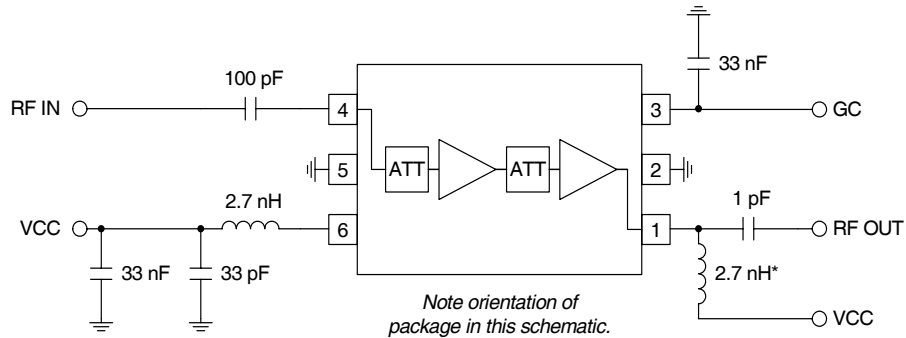 33 nF
100 pF
RF IN
4
3
GC
ATT
ATT
5
2
2.7 nH
1 pF
VCC
6
1
RF OUT
33 nF
33 pF
2.7 nH*
Note orientation of
package in this schematic.
VCC